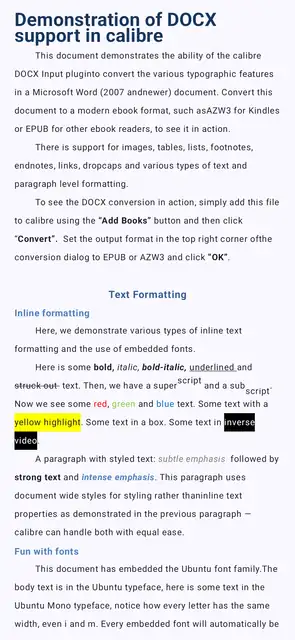 Demonstration of DOCX
support in calibre
This document demonstrates the ability of the calibre
DOCX Input pluginto convert the various typographic features
in a Microsoft Word (2007 andnewer) document. Convert this
document to a modern ebook format, such asAZW3 for Kindles
or EPUB for other ebook readers, to see it in action.
There is support for images, tables, lists, footnotes,
endnotes, links, dropcaps and various types of text and
paragraph level formatting.
To see the DOCX conversion in action, simply add this file
to calibre using the “Add Books” button and then click
“Convert”. Set the output format in the top right corner ofthe
conversion dialog to EPUB or AZW3 and click “OK”.
Text Formatting
Inline formatting
Here, we demonstrate various types of inline text
formatting and the use of embedded fonts.
Here is some bold, italic, bold-italic, underlined and
struck out text. Then, we have a superscript and a subscript.
Now we see some red, green and blue text. Some text with a
yellow highlight. Some text in a box. Some text in inverse
video.
A paragraph with styled text: subtle emphasis followed by
strong text and intense emphasis. This paragraph uses
document wide styles for styling rather thaninline text
properties as demonstrated in the previous paragraph —
calibre can handle both with equal ease.
Fun with fonts
This document has embedded the Ubuntu font family.The
body text is in the Ubuntu typeface, here is some text in the
Ubuntu Mono typeface, notice how every letter has the same
width, even i and m. Every embedded font will automatically be